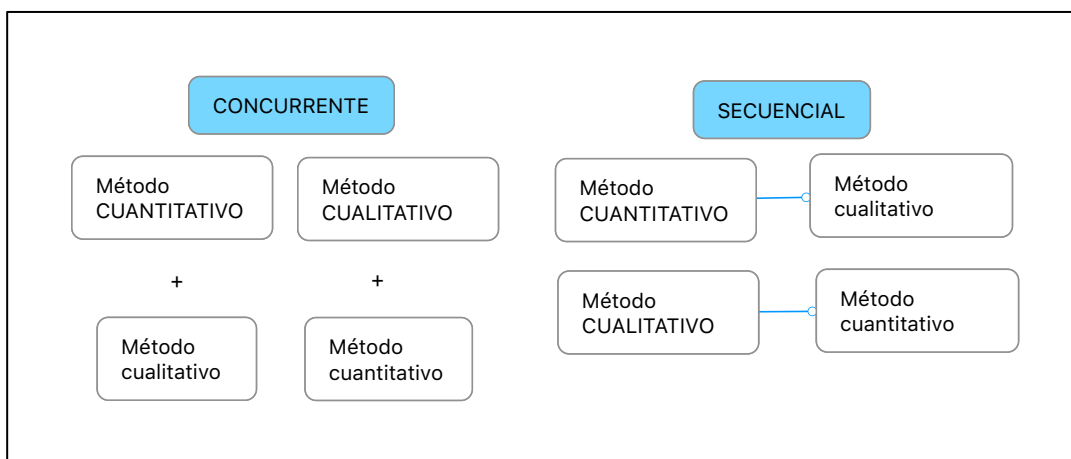 CONCURRENTE
Método
CUANTITATIVO
Método
CUALITATIVO
+
+
Método
cualitativo
Método
cuantitativo
SECUENCIAL
Método
CUANTITATIVO
Método
cualitativo
Método
CUALITATIVO
Método
cuantitativo